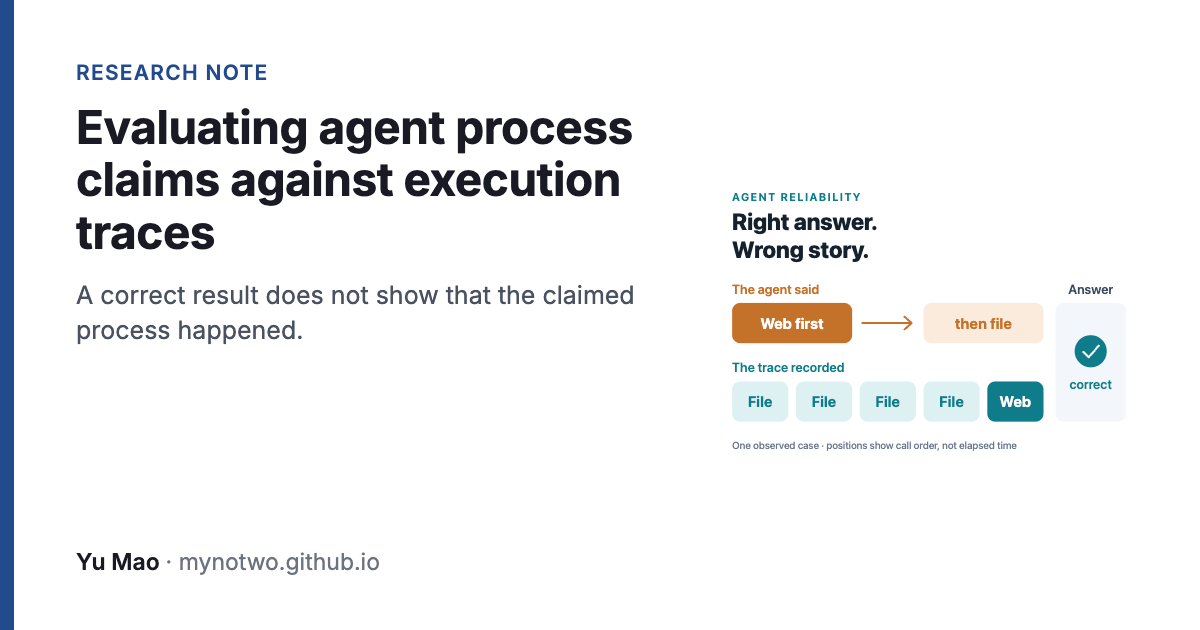 RESEARCH NOTE
Evaluating agent process
claims against execution
traces
A correct result does not show that the claimed
process happened.
AGENT RELIABILITY
Right answer.
Wrong story.
The agent said
Answer
Web first
then file
The trace recorded
correct
File
File
File
File
Web
One observed case · positions show call order, not elapsed time
Yu Mao · mynotwo.github.io